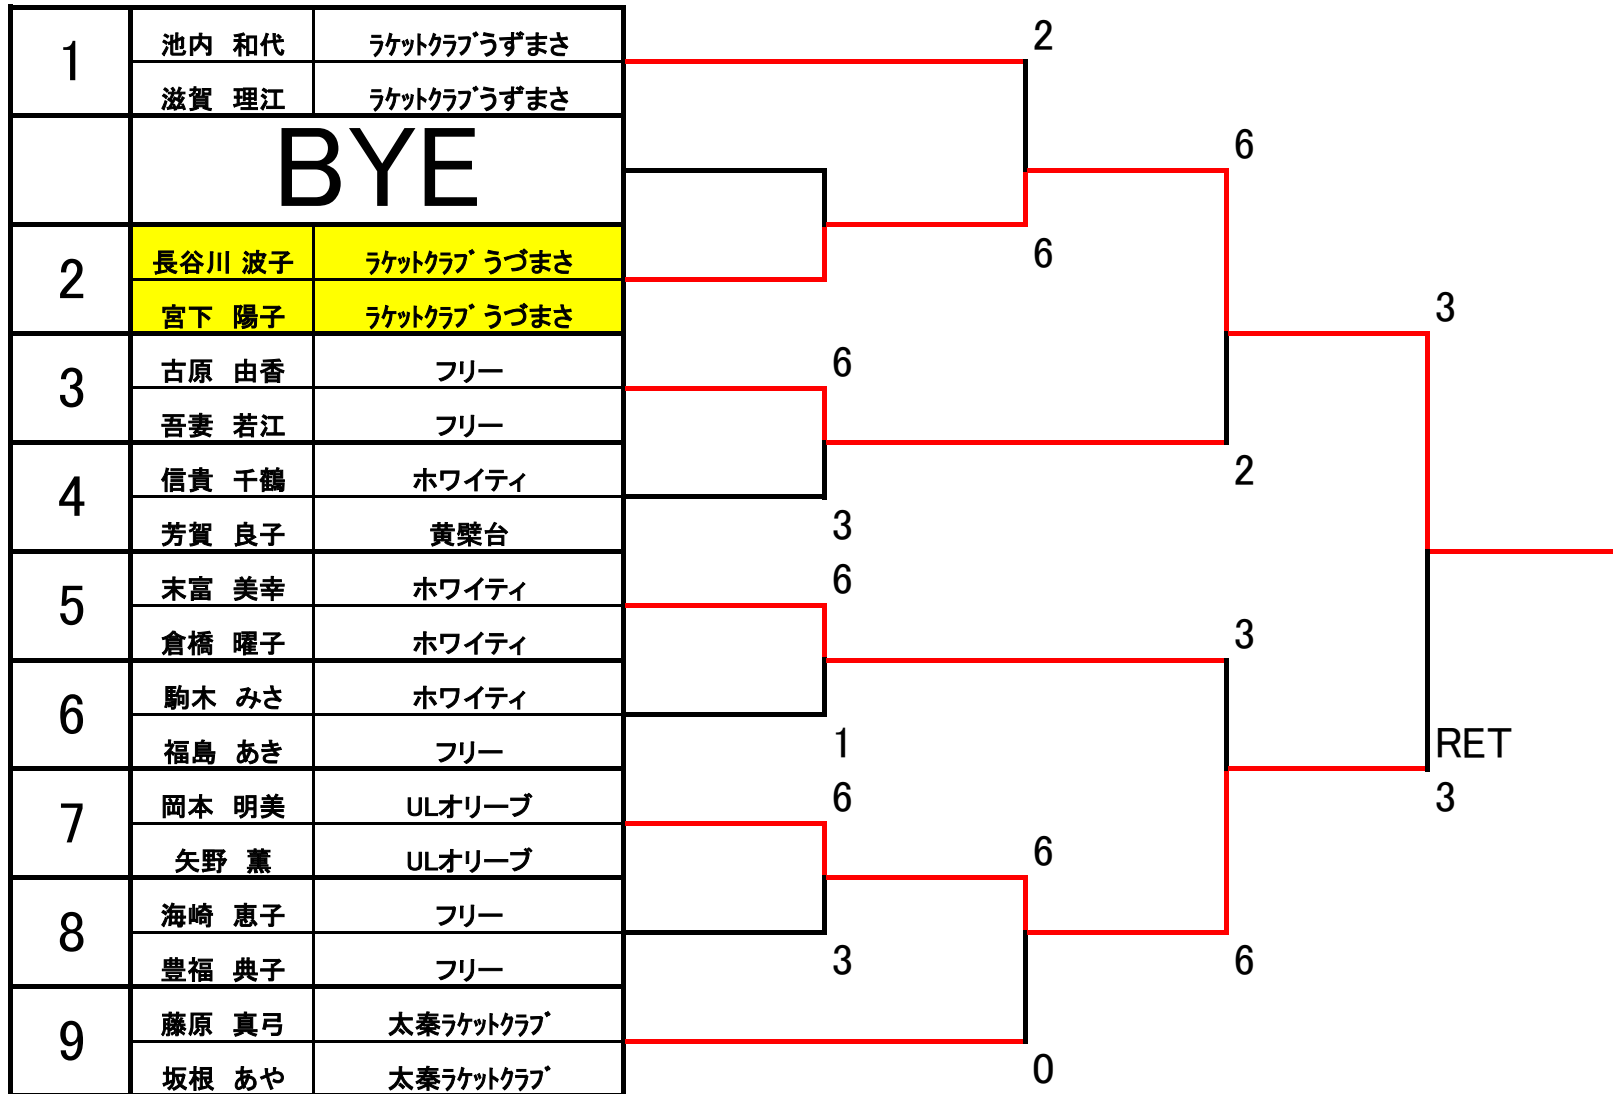 1
池内 和代 ﾗｹｯﾄｸﾗﾌﾞうずまさ
滋賀 理江 ﾗｹｯﾄｸﾗﾌﾞうずまさ
BYE
2
長谷川 波子 ﾗｹｯﾄｸﾗﾌﾞ うづまさ
宮下 陽子 ﾗｹｯﾄｸﾗﾌﾞ うづまさ
3
古原 由香 フリー
吾妻 若江 フリー
4
信貴 千鶴 ホワイティ
芳賀 良子 黄檗台
5
末富 美幸 ホワイティ
倉橋 曜子 ホワイティ
6
駒木 みさ ホワイティ
福島 あき フリー
7
岡本 明美 ULオリーブ
矢野 薫 ULオリーブ
8
海崎 恵子 フリー
豊福 典子 フリー
9
藤原 真弓 太秦ﾗｹｯﾄｸﾗﾌﾞ
坂根 あや 太秦ﾗｹｯﾄｸﾗﾌﾞ
6
3
6
1
6
3
2
6
6
0
6
2
3
6
3
RET
3